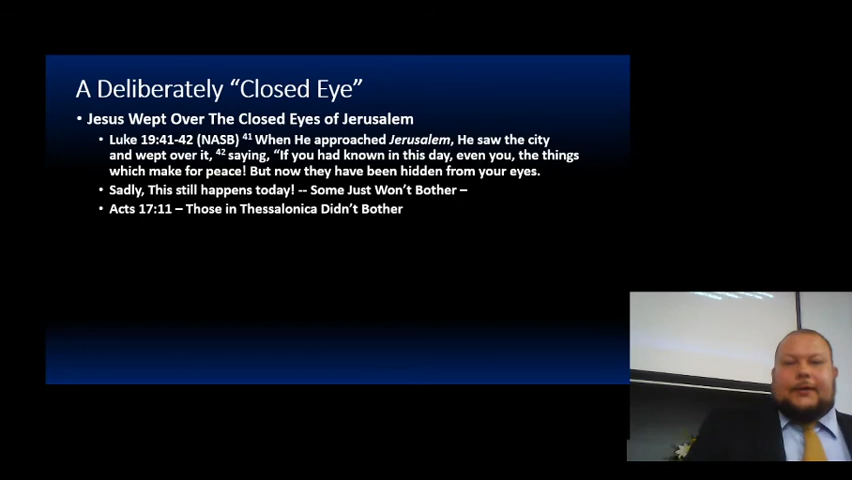 A Deliberately “Closed Eye”
• Jesus Wept Over The Closed Eyes of Jerusalem
• Luke 19:41-42 (NASB) 41 When He approached Jerusalem, He saw the city
and wept over it, 42 saying, “If you had known in this day, even you, the things
which make for peace! But now they have been hidden from your eyes.
• Sadly, This still happens today! -- Some Just Won’t Bother –
• Acts 17:11 – Those in Thessalonica Didn’t Bother